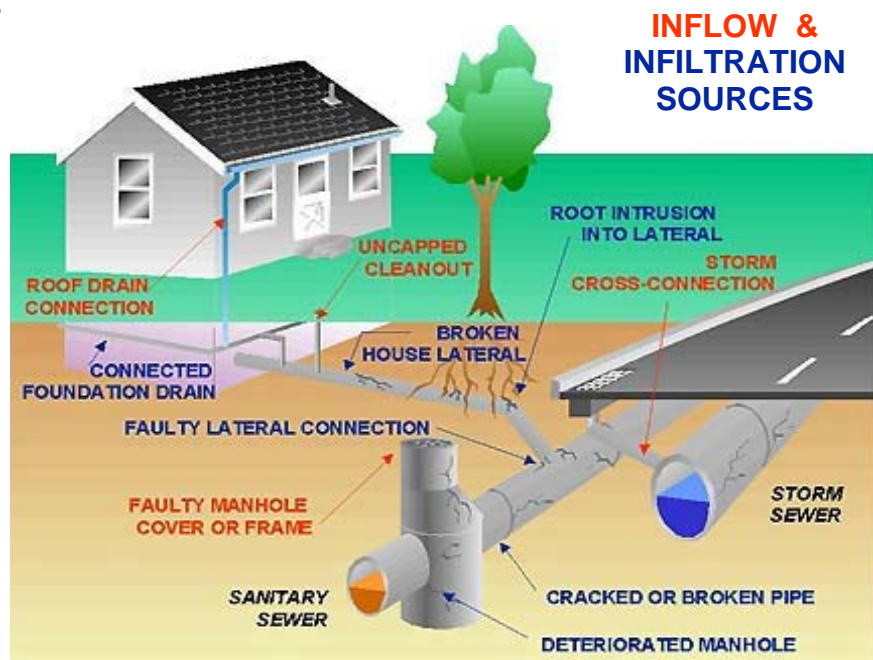 INFLOW &
INFILTRATION
SOURCES
ROOT INTRUSION
INTO LATERAL
UNCAPPED
CLEANOUT
STORM
CROSS-CONNECTION
ROOF DRAIN
CONNECTION
BROKEN
HOUSE LATERAL
CONNECTED
FOUNDATION DRAIN
FAULTY LATERAL CONNECTION
FAULTY MANHOLE
COVER OR FRAME
STORM
SEWER
SANITARY
SEWER
CRACKED OR BROKEN PIPE
DETERIORATED MANHOLE